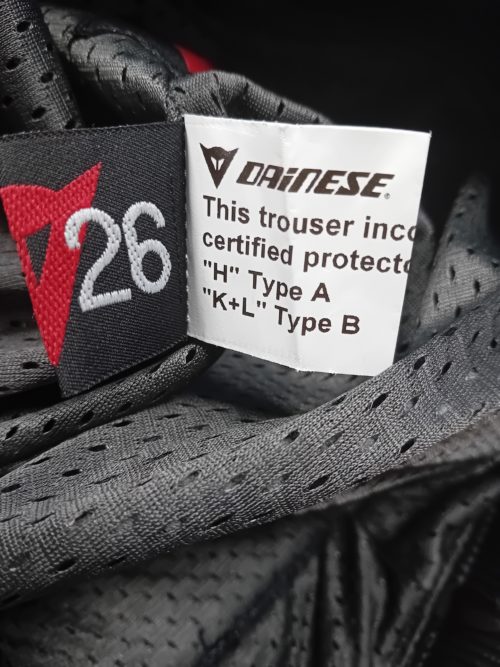 26
DAINESE®
This trouser inco
certified protecto
"H" Type A
"K+L" Type B